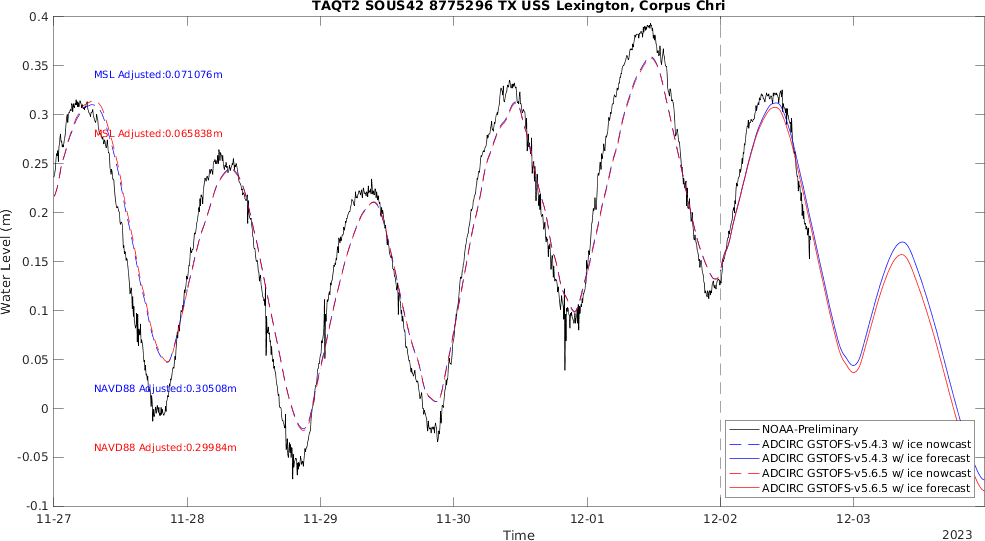 TAQT2 SOUS42 8775296 TX USS Lexington, Corpus Chri
0.4
0.35
0.3
0.25
0.2
0.15
0.1
0.05
0
-0.05
-0.1
Water Level (m)
MSL Adjusted:0.071076m
MSL Adjusted:0.065838m
NAVD88 Adjusted:0.30508m
NAVD88 Adjusted:0.29984m
NOAA-Preliminary
ADCIRC GSTOFS-v5.4.3 w/ ice nowcast
ADCIRC GSTOFS-v5.4.3 w/ ice forecast
ADCIRC GSTOFS-v5.6.5 w/ ice nowcast
ADCIRC GSTOFS-v5.6.5 w/ ice forecast
11-27 11-28 11-29 11-30 12-01 12-02 12-03
Time
2023